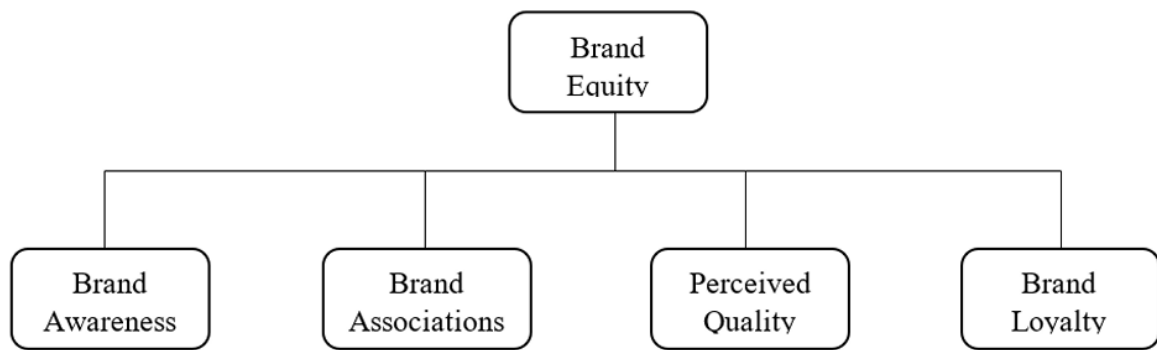 Brand
Equity
Brand
Awareness
Brand
Associations
Perceived
Quality
Brand
Loyalty